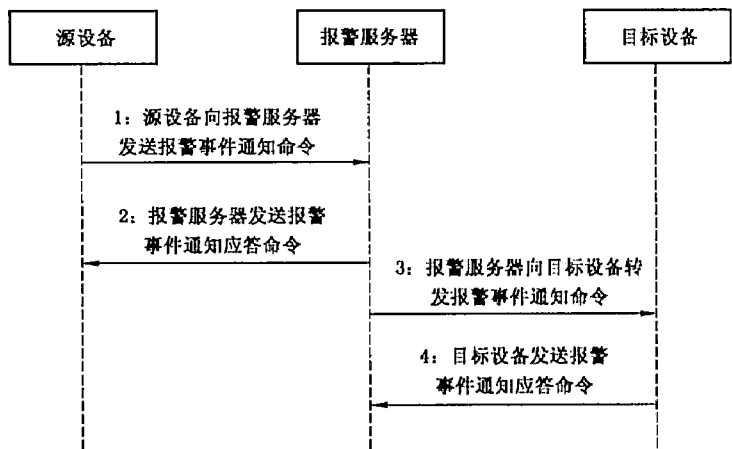 源设备
报警服务器
目标设备
1：源设备向报警服务器
发送报警事件通知命令
2：报警服务器发送报警
事件通知应答命令
3：报警服务器向目标设备转
发报警事件通知命令
4：目标设备发送报警
事件通知应答命令